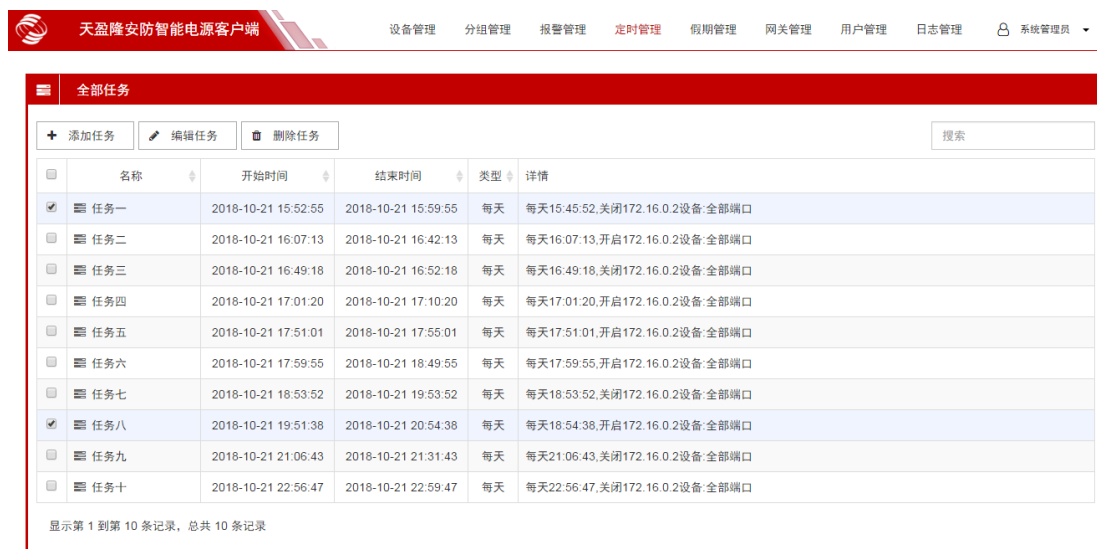 天盈隆安防智能电源客户端 设备管理 分组管理 报警管理 定时管理 假期管理 网关管理 用户管理 日志管理 系统管理员
全部任务
添加任务 编辑任务 删除任务 搜索
名称 开始时间 结束时间 类型 详情
任务一 2018-10-21 15:52:55 2018-10-21 15:59:55 每天 每天15:45:52,关闭172.16.0.2设备:全部端口
任务二 2018-10-21 16:07:13 2018-10-21 16:42:13 每天 每天16:07:13,开启172.16.0.2设备:全部端口
任务三 2018-10-21 16:49:18 2018-10-21 16:52:18 每天 每天16:49:18,关闭172.16.0.2设备:全部端口
任务四 2018-10-21 17:01:20 2018-10-21 17:10:20 每天 每天17:01:20,开启172.16.0.2设备:全部端口
任务五 2018-10-21 17:51:01 2018-10-21 17:55:01 每天 每天17:51:01,开启172.16.0.2设备:全部端口
任务六 2018-10-21 17:59:55 2018-10-21 18:49:55 每天 每天17:59:55,开启172.16.0.2设备:全部端口
任务七 2018-10-21 18:53:52 2018-10-21 19:53:52 每天 每天18:53:52,关闭172.16.0.2设备:全部端口
任务八 2018-10-21 19:51:38 2018-10-21 20:54:38 每天 每天18:54:38,开启172.16.0.2设备:全部端口
任务九 2018-10-21 21:06:43 2018-10-21 21:31:43 每天 每天21:06:43,关闭172.16.0.2设备:全部端口
任务十 2018-10-21 22:56:47 2018-10-21 22:59:47 每天 每天22:56:47,关闭172.16.0.2设备:全部端口
显示第 1 到第 10 条记录，总共 10 条记录